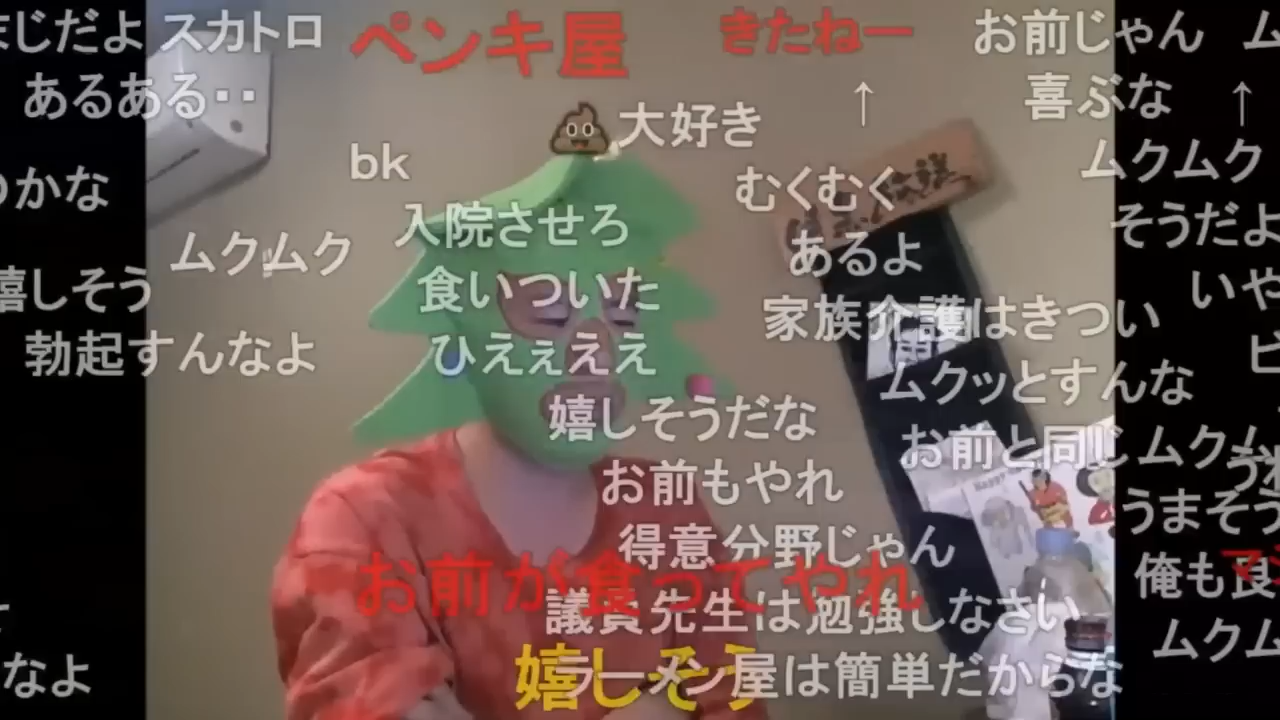 まじだよ スカトロ
ペンキ屋
きたねー
お前じゃん
ム
あるある‥
大好き
↑
喜ぶな
↑
bk
ムクムク
のかな
むくむく
入院させろ
そうだよ
ムクムク
あるよ
嬉しそう
食いついた
いや
家族介護はきつい
勃起すんなよ
ひえぇええ
ムクッとすんな
嬉しそうだな
お前と同じ
ムクム
お前もやれ
うまそう
得意分野じゃん
お前が食ってやれ
俺も良
議員先生は勉強しなさい
ムクム
なよ
嬉しそう
ラーメン屋は簡単だからな